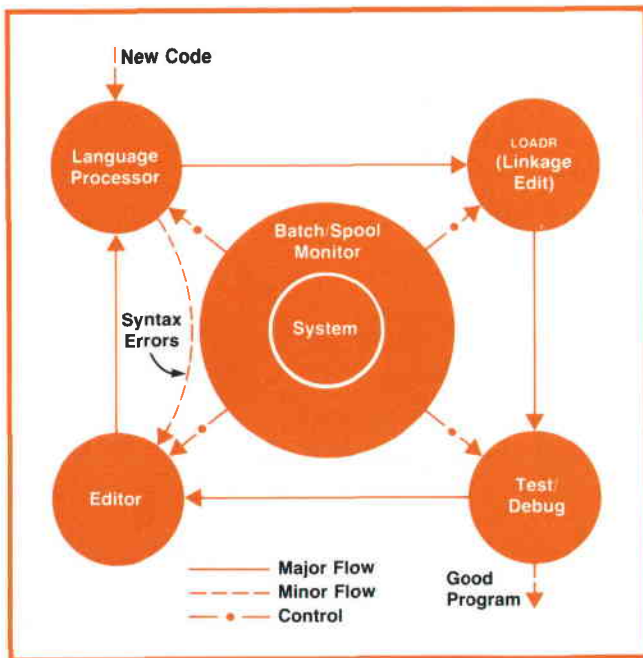 New Code
Language
Processor
LOADR
(Linkage
Edit)
Batch/Spool
Monitor
System
Syntax
Errors
Editor
Test/
Debug
Major Flow
Minor Flow
Control
Good
Program